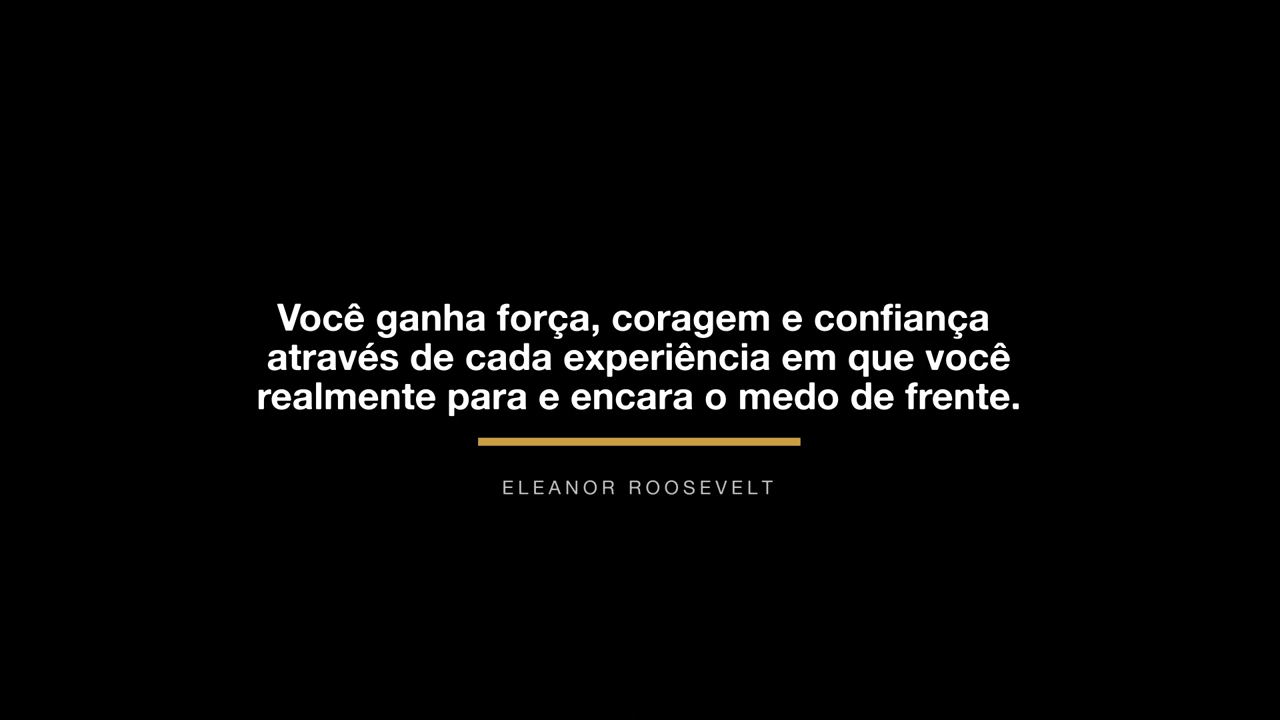 Você ganha força, coragem e confiança
através de cada experiência em que você
realmente para e encara o medo de frente.
ELEANOR ROOSEVELT